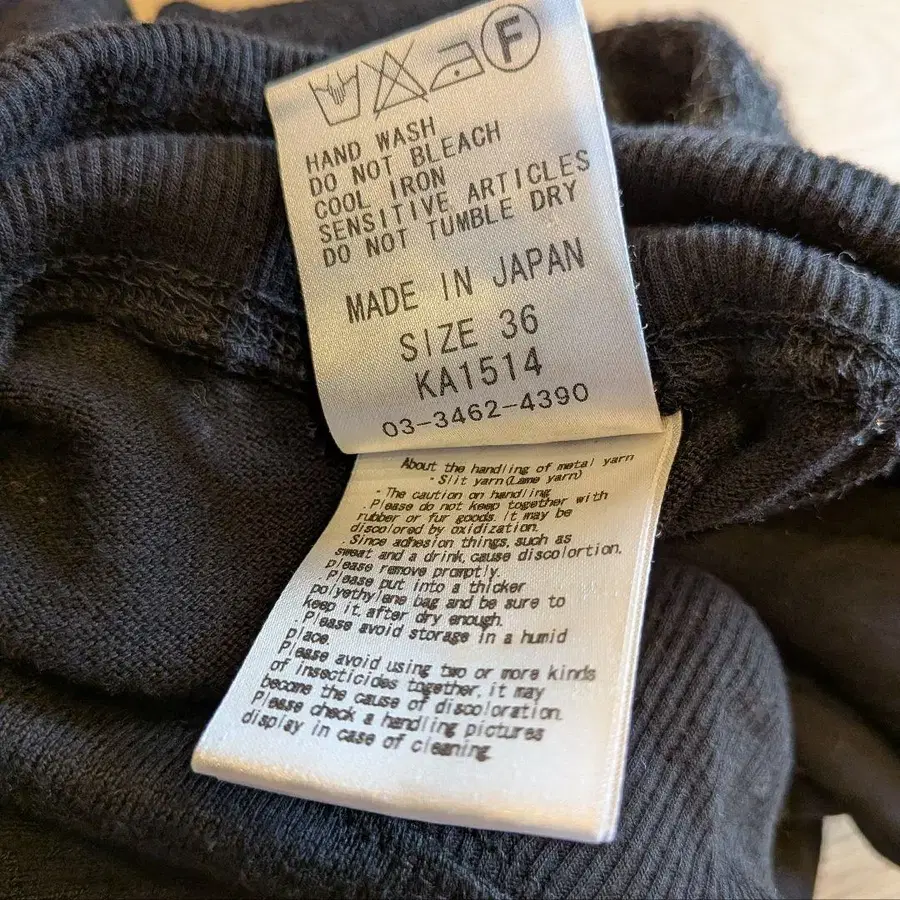 F
HAND WASH
DO NOT BLEACH
COOL IRON
SENSITIVE ARTICLES
DO NOT TUMBLE DRY
MADE IN JAPAN
SIZE 36
KA1514
03-3462-4390
About the handling of metal yarn
・Slit yarn(Lame yarn)
・The caution on handling
・Please do not keep together with
rubber or fur goods. It may be
discolored by oxidization.
・Since adhesion things, such as
sweat and a drink, cause discolortion,
please remove promptly.
・Please put into a thicker
polyethylene bag and be sure to
keep it after dry enough.
・Please avoid storage in a humid
place.
Please avoid using two or more kinds
of insecticides together, it may
become the cause of discoloration.
Please check a handling pictures
display in case of cleaning.